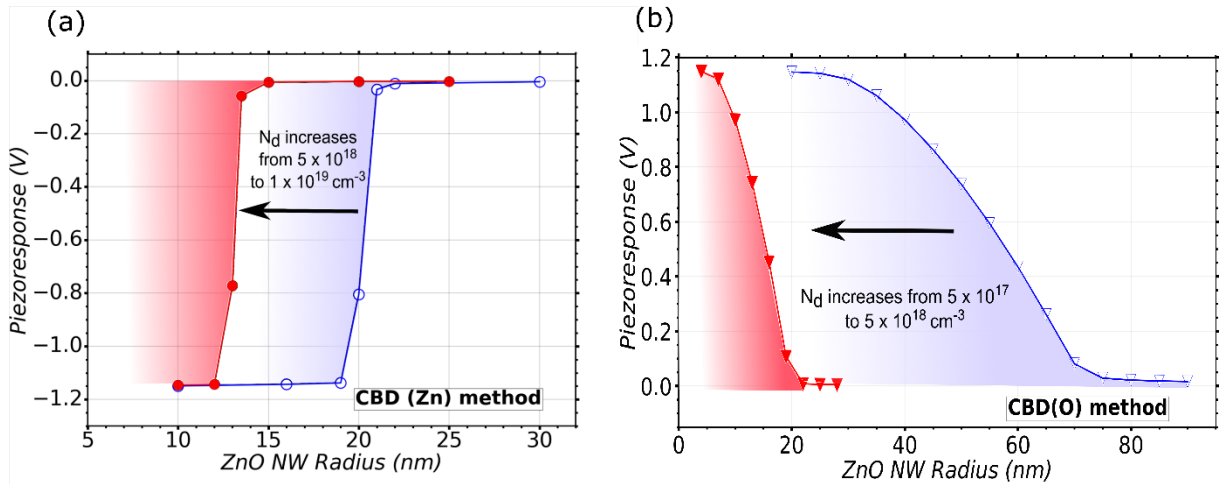 (a)
0.0
−0.2
−0.4
−0.6
−0.8
−1.0
−1.2
Piezoresponse (V)
N_d increases
from 5 x 10^18
to 1 x 10^19 cm^-3
CBD (Zn) method
5
10
15
20
25
30
ZnO NW Radius (nm)
(b)
1.2
1.0
0.8
0.6
0.4
0.2
0.0
Piezoresponse (V)
N_d increases from 5 x 10^17
to 5 x 10^18 cm^-3
CBD(O) method
0
20
40
60
80
ZnO NW Radius (nm)